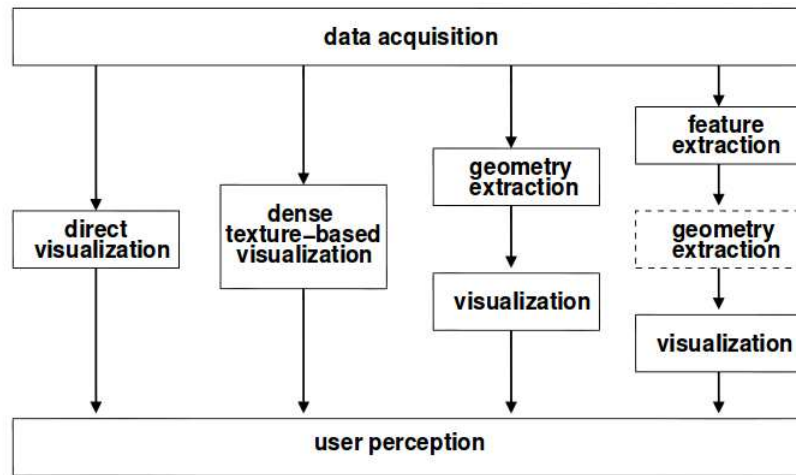 data acquisition
direct
visualization
dense
texture–based
visualization
geometry
extraction
visualization
feature
extraction
geometry
extraction
visualization
user perception